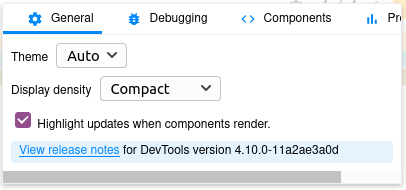 General Debugging Components
Theme Auto
Display density Compact
Highlight updates when components render.
View release notes for DevTools version 4.10.0-11a2ae3a0d